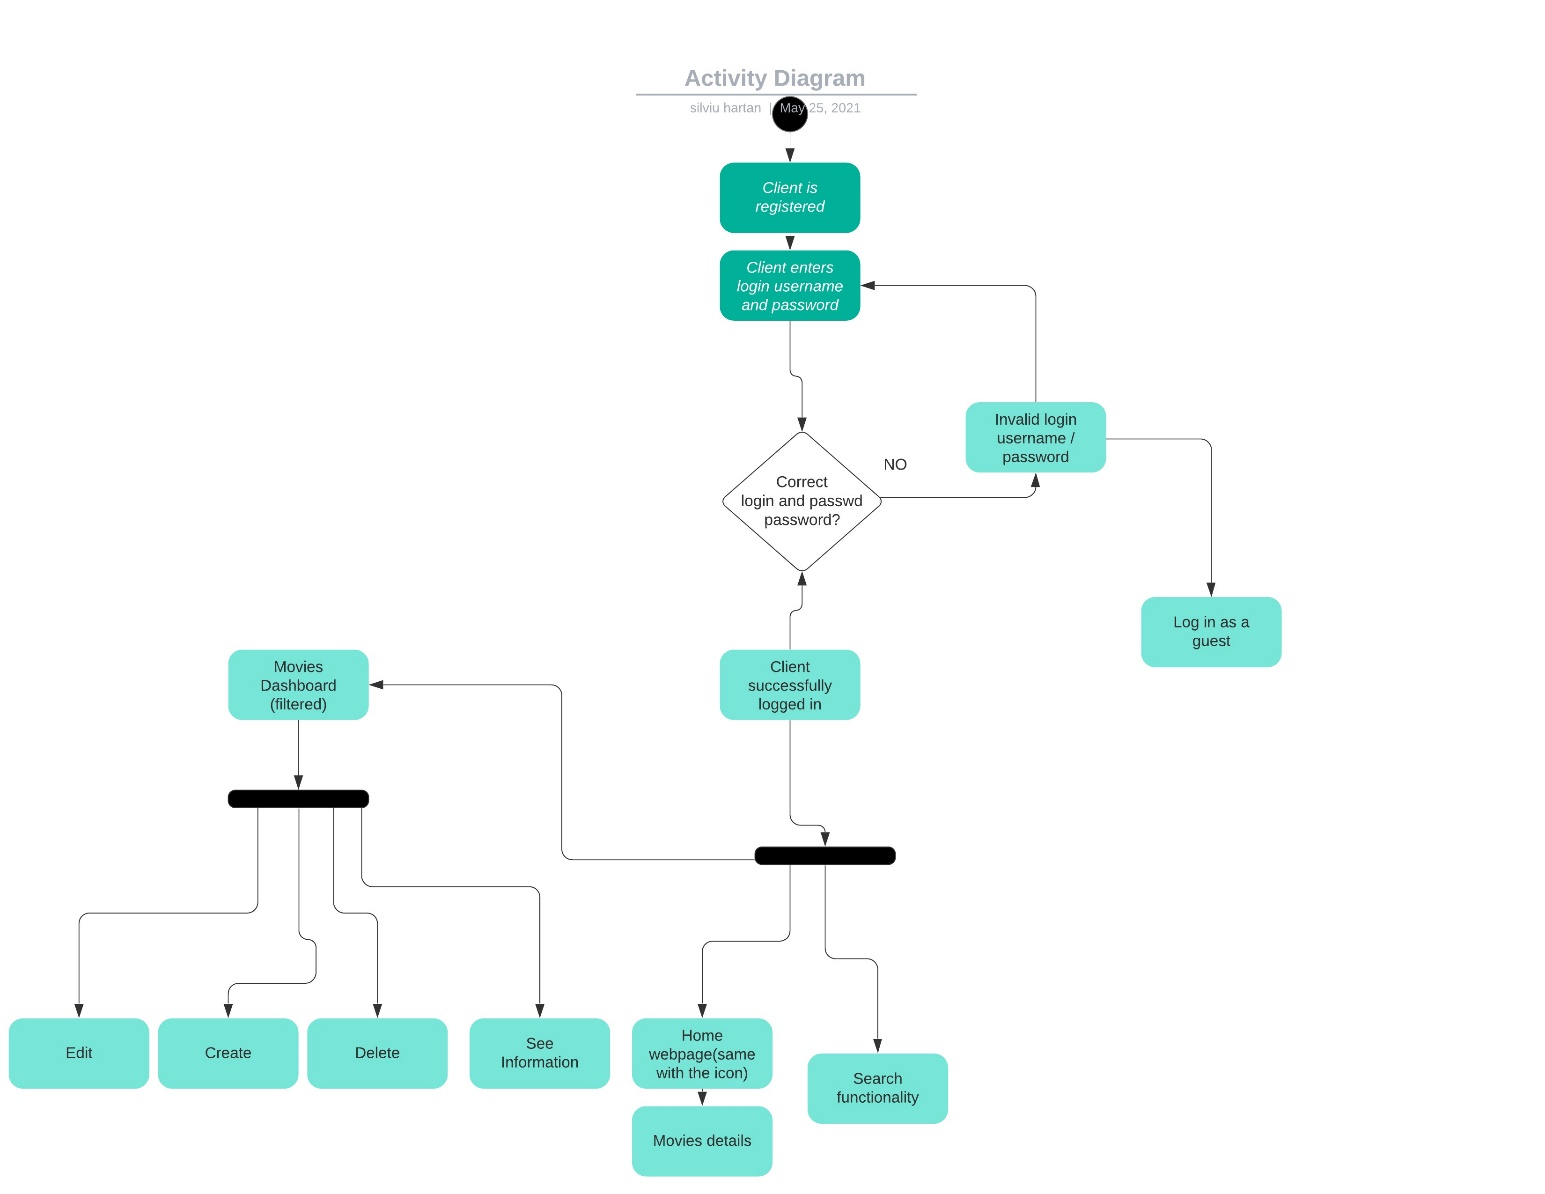 Activity Diagram
silviu hartan | May 25, 2021
Client is
registered
Client enters
login username
and password
Invalid login
username /
password
NO
Correct
login and passwd
password?
Log in as a
guest
Movies
Dashboard
(filtered)
Client
successfully
logged in
Edit
Create
Delete
See
Information
Home
webpage(same
with the icon)
Search
functionality
Movies details